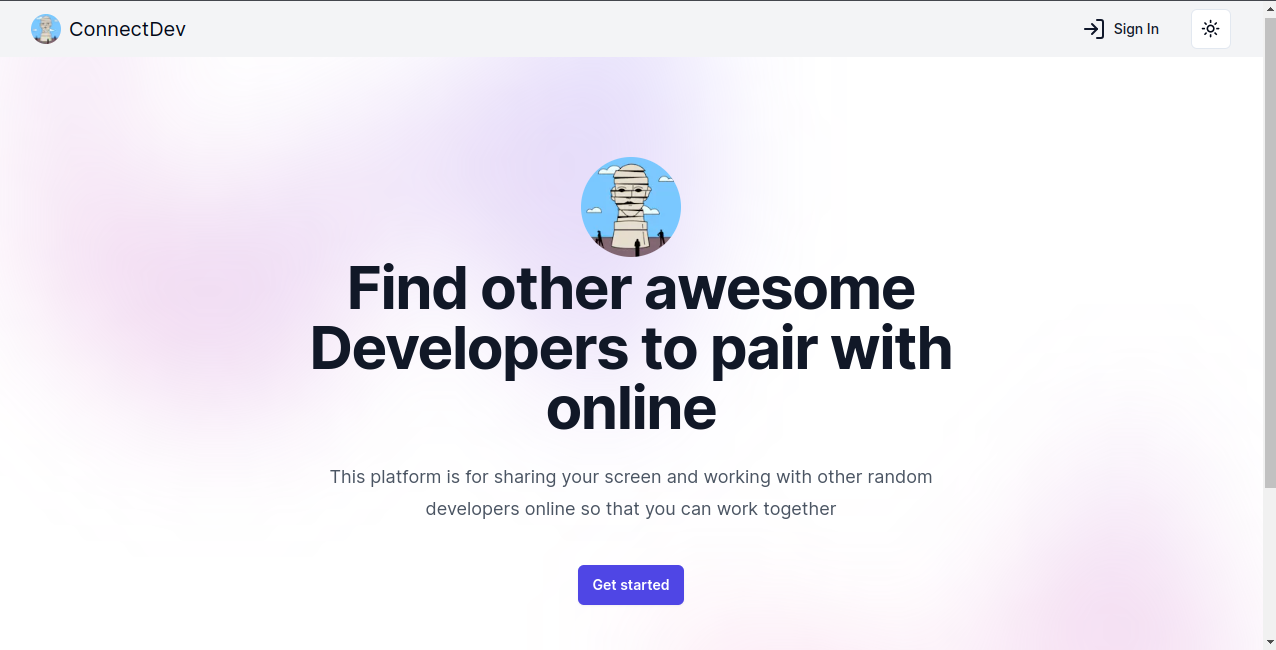 ConnectDev
Sign In
Find other awesome
Developers to pair with
online
This platform is for sharing your screen and working with other random
developers online so that you can work together
Get started